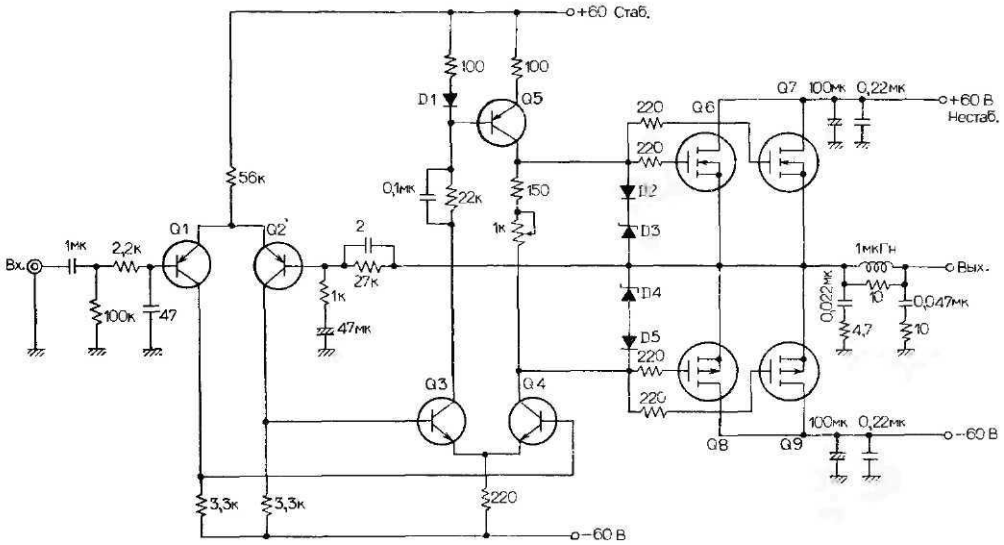 +60 Стаб.
100
100
D1
Q5
Q6
Q7
100мк
0,22мк
+60 В
Нестаб.
220
220
56к
0,1мк
22к
150
1к
D2
D3
Q1
Q2
Вх.
1мк
2,2к
100к
47
2
27к
1к
47мк
1мкГн
Вых.
10
0,022мк
4,7
0,047мк
10
D4
D5
220
220
Q3
Q4
Q8
Q9
100мк
0,22мк
−60 В
3,3к
3,3к
220
−60 В